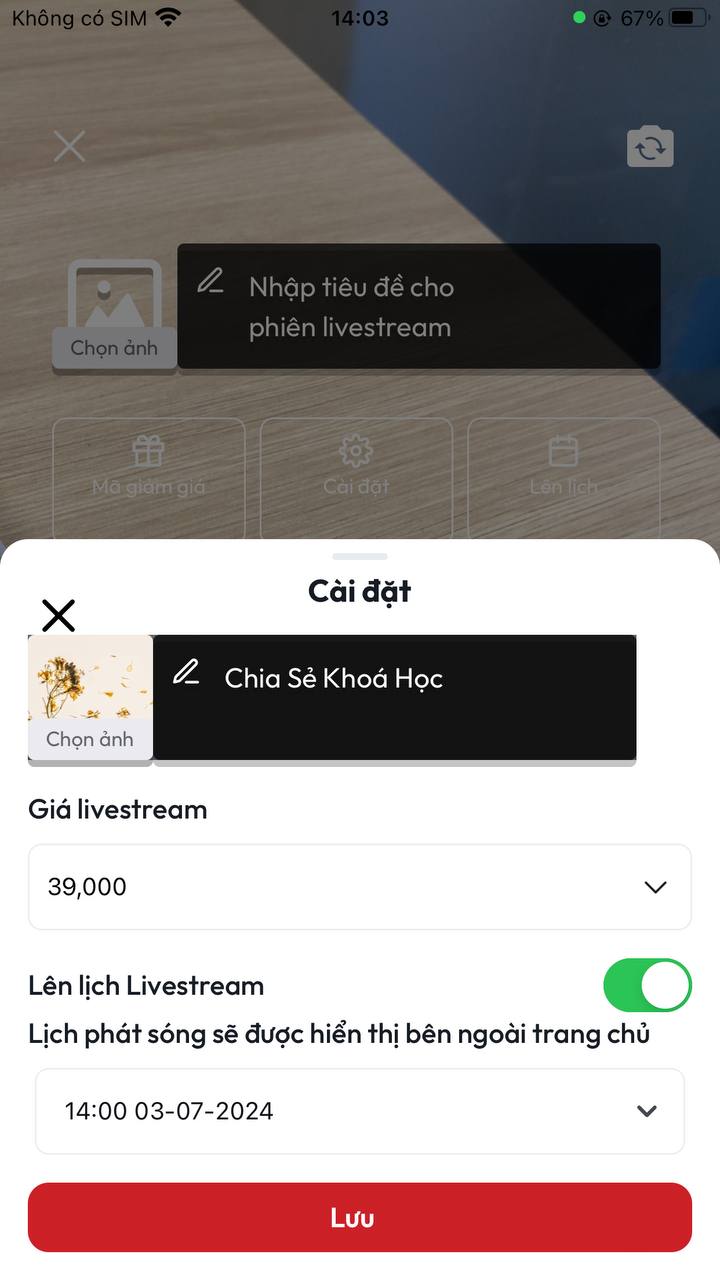 Không có SIM 14:03 67%
Nhập tiêu đề cho
phiên livestream
Chọn ảnh
Mã giảm giá Cài đặt Lên lịch
Cài đặt
Chia Sẻ Khoá Học
Chọn ảnh
Giá livestream
39,000
Lên lịch Livestream
Lịch phát sóng sẽ được hiển thị bên ngoài trang chủ
14:00 03-07-2024
Lưu